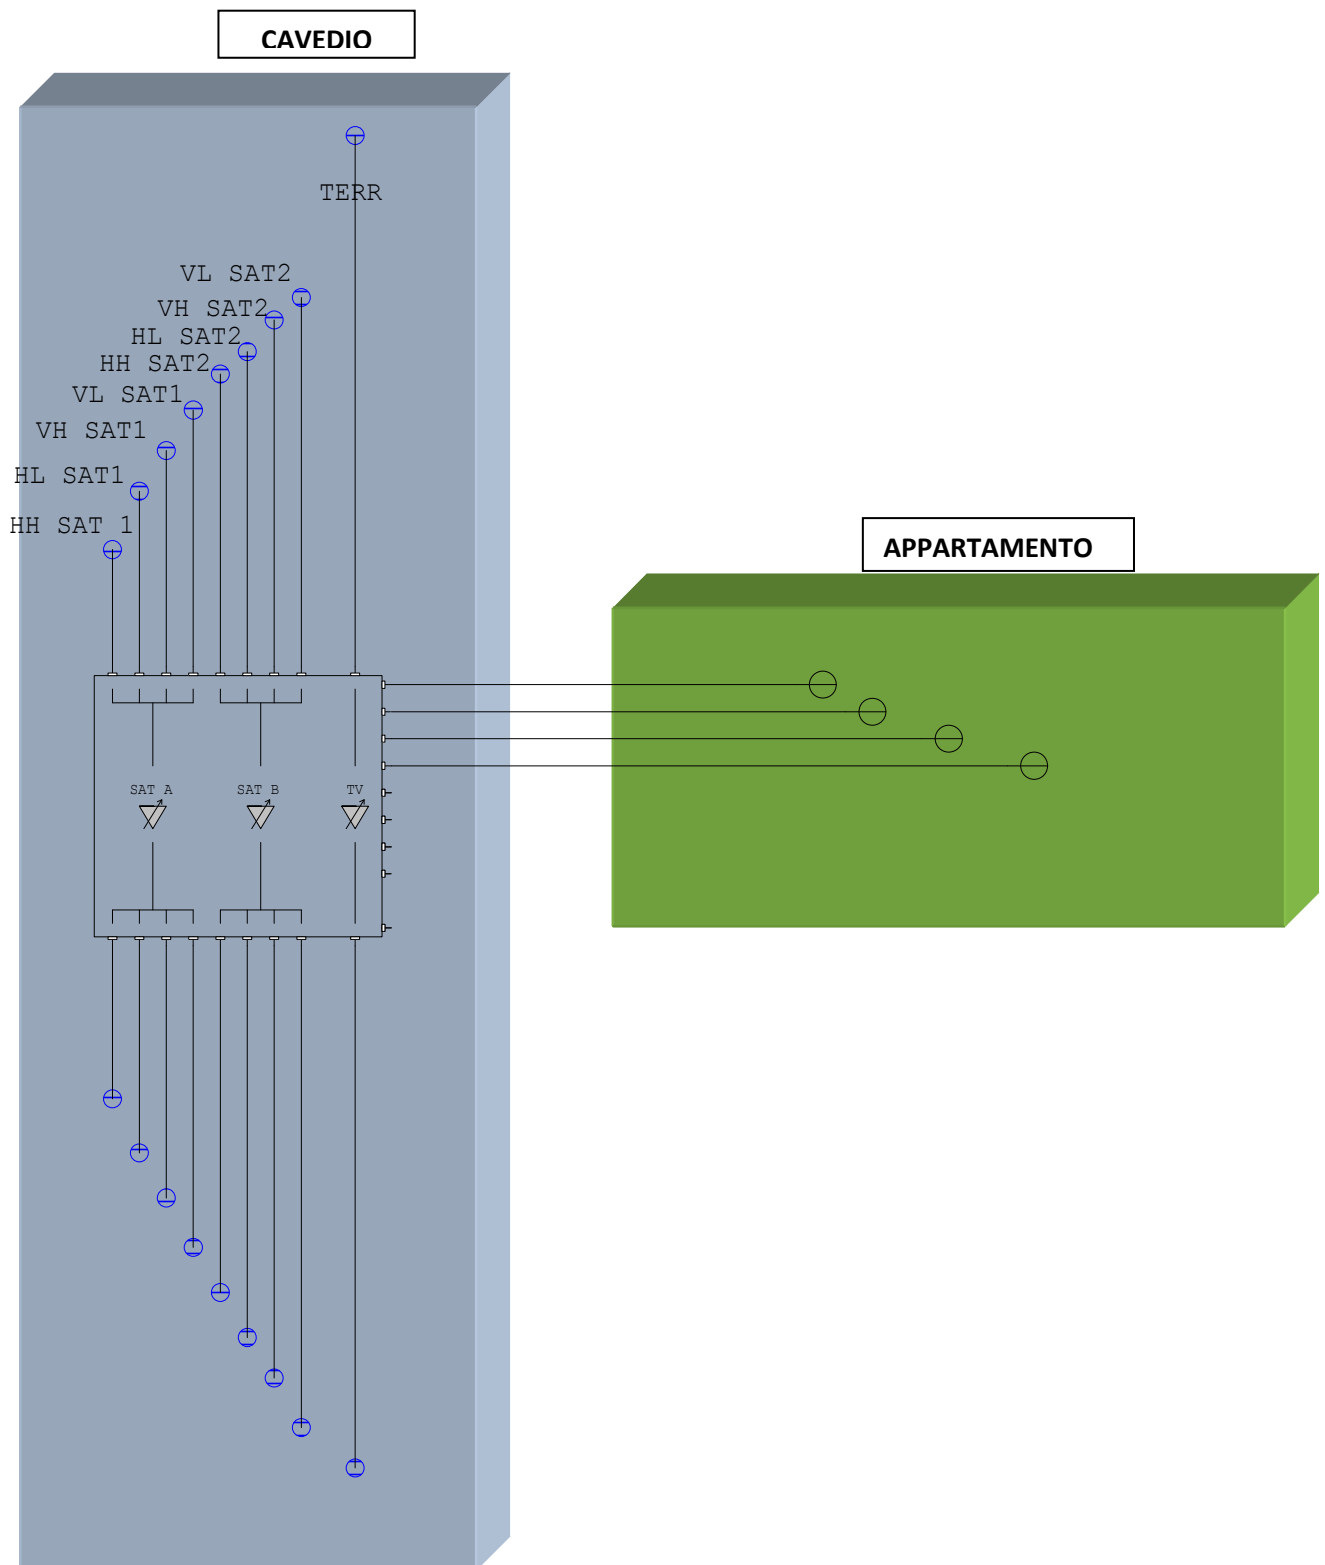 CAVEDIO
TERR
VL SAT2
VH SAT2
HL SAT2
HH SAT2
VL SAT1
VH SAT1
HL SAT1
HH SAT 1
APPARTAMENTO
SAT A
SAT B
TV